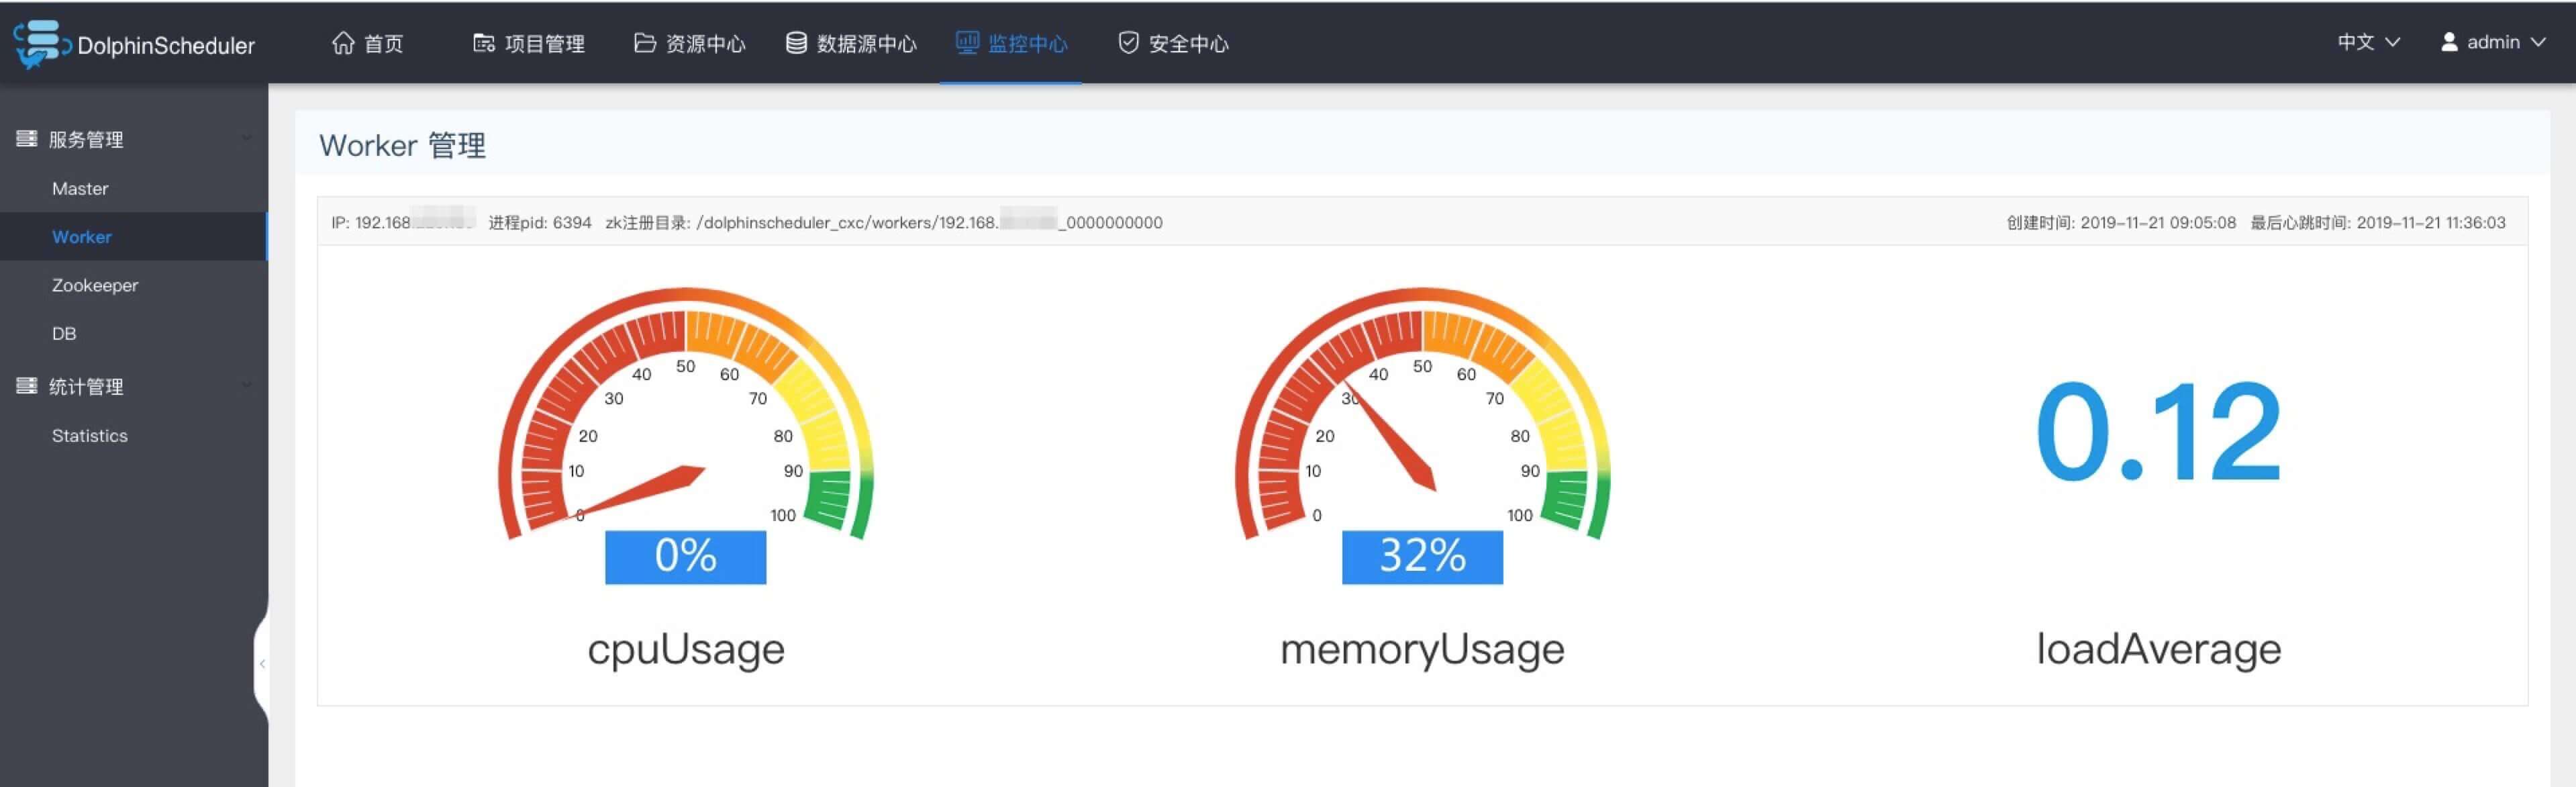 DolphinScheduler 首页 项目管理 资源中心 数据源中心 监控中心 安全中心 中文 admin
服务管理
Master
Worker
Zookeeper
DB
统计管理
Statistics
Worker 管理
IP: 192.168 进程pid: 6394 zk注册目录: /dolphinscheduler_cxc/workers/192.168. _0000000000 创建时间: 2019-11-21 09:05:08 最后心跳时间: 2019-11-21 11:36:03
0 10 20 30 40 50 60 70 80 90 100
0%
cpuUsage
0 10 20 30 40 50 60 70 80 90 100
32%
memoryUsage
0.12
loadAverage